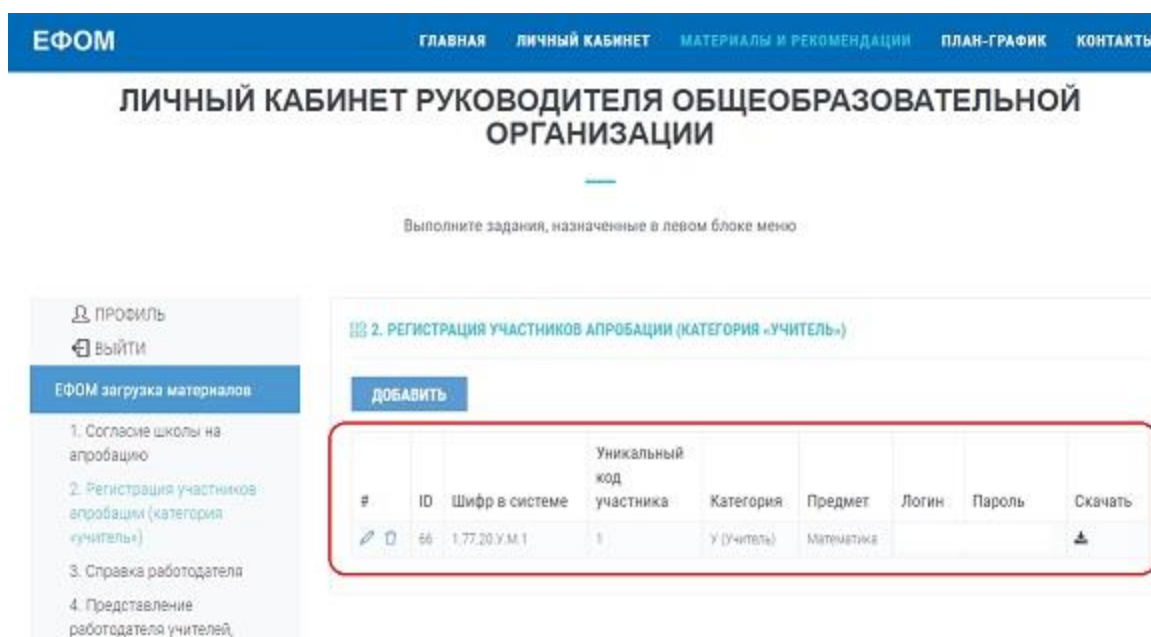 ЕФОМ
ГЛАВНАЯ ЛИЧНЫЙ КАБИНЕТ МАТЕРИАЛЫ И РЕКОМЕНДАЦИИ ПЛАН-ГРАФИК КОНТАКТЫ
ЛИЧНЫЙ КАБИНЕТ РУКОВОДИТЕЛЯ ОБЩЕОБРАЗОВАТЕЛЬНОЙ
ОРГАНИЗАЦИИ
Выполните задания, назначенные в левом блоке меню
ПРОФИЛЬ
ВЫЙТИ
ЕФОМ загрузка материалов
1. Согласие школы на
апробацию
2. Регистрация участников
апробации (категория
«учитель»)
3. Справка работодателя
4. Представление
работодателя учителей,
2. РЕГИСТРАЦИЯ УЧАСТНИКОВ АПРОБАЦИИ (КАТЕГОРИЯ «УЧИТЕЛЬ»)
ДОБАВИТЬ
# ID Шифр в системе Уникальный код участника Категория Предмет Логин Пароль Скачать
66 1.77.20.У.М.1 1 У (Учитель) Математика